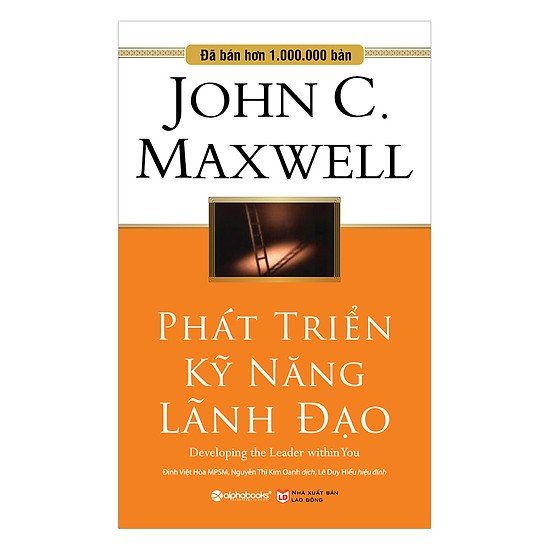 Đã bán hơn 1.000.000 bản
JOHN C.
MAXWELL
PHÁT TRIỂN
KỸ NĂNG
LÃNH ĐẠO
Developing the Leader within You
Đinh Việt Hòa MPSM, Nguyễn Thị Kim Oanh dịch, Lê Duy Hiếu hiệu đính
alphabooks
NHÀ XUẤT BẢN
LAO ĐỘNG